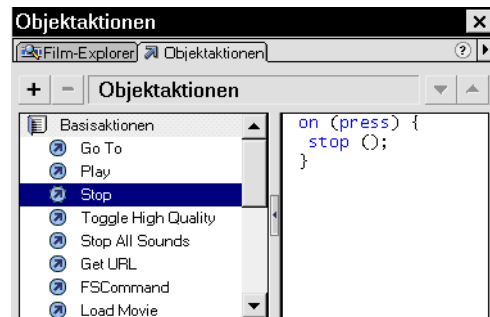 Objektaktionen
Film-Explorer Objektaktionen
Objektaktionen
Basisaktionen
Go To
Play
Stop
Toggle High Quality
Stop All Sounds
Get URL
FSCommand
Load Movie
on (press) {
stop ();
}